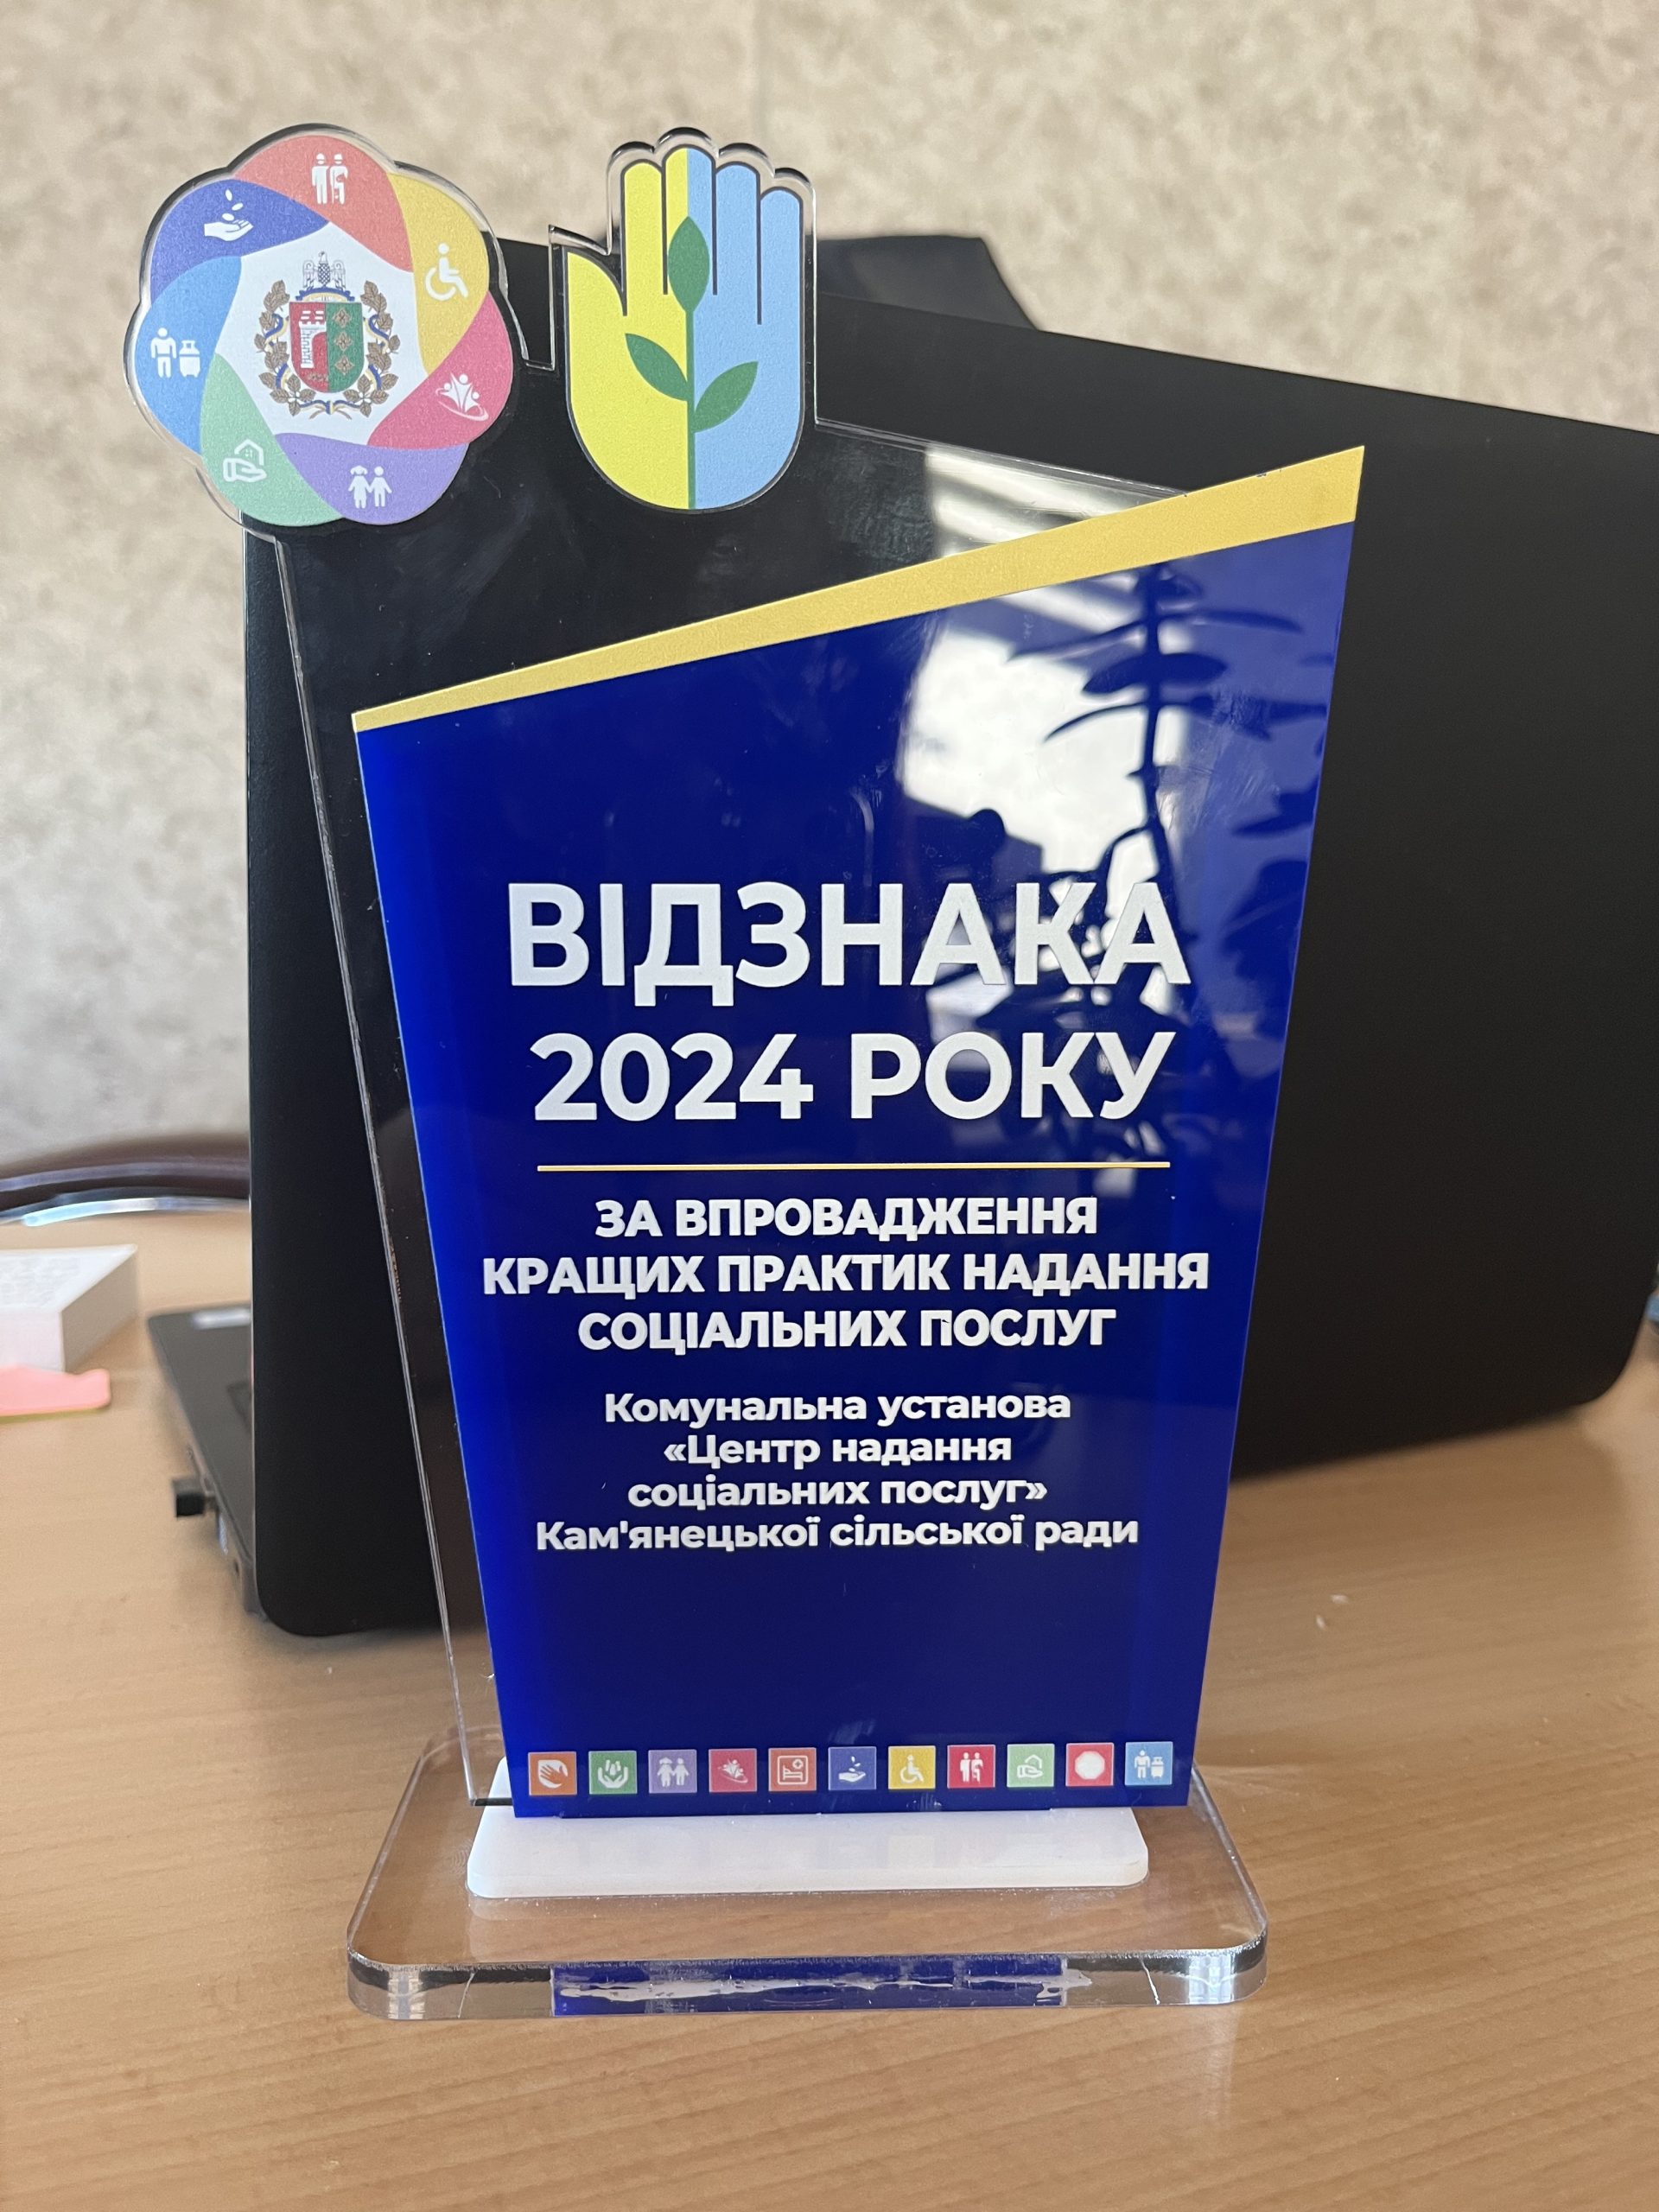 ВІДЗНАКА
2024 РОКУ
ЗА ВПРОВАДЖЕННЯ
КРАЩИХ ПРАКТИК НАДАННЯ
СОЦІАЛЬНИХ ПОСЛУГ
Комунальна установа
«Центр надання
соціальних послуг»
Кам'янецької сільської ради